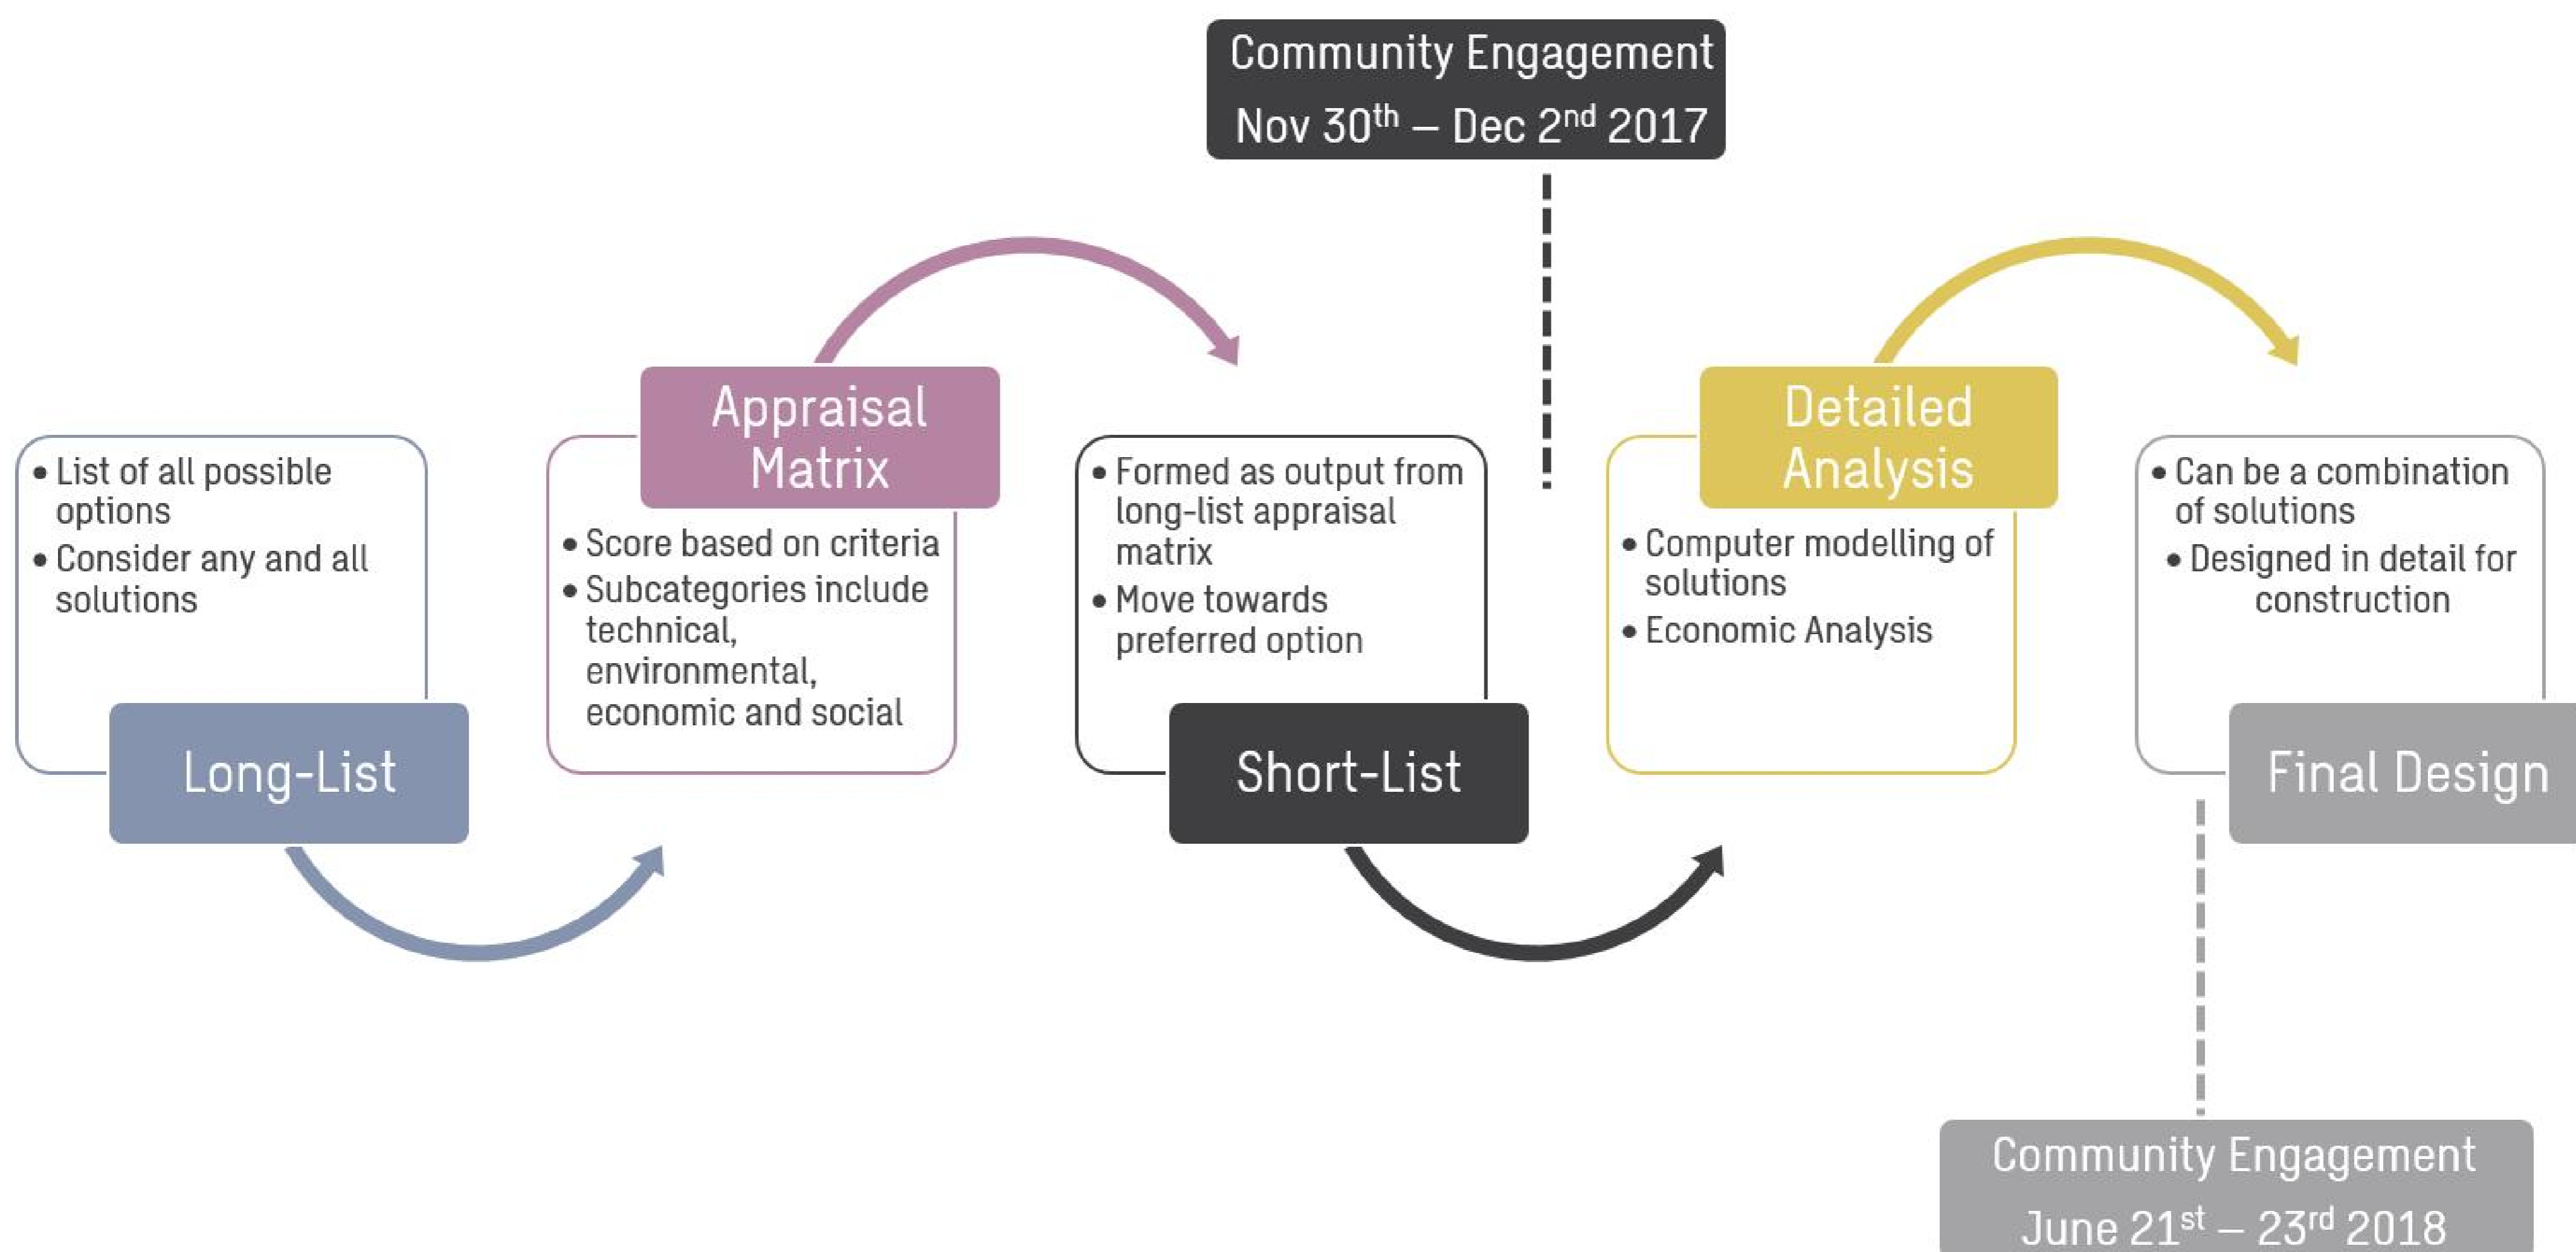 Community Engagement
Nov 30th – Dec 2nd 2017
• List of all possible
options
• Consider any and all
solutions
Long-List
Appraisal
Matrix
• Score based on criteria
• Subcategories include
technical,
environmental,
economic and social
• Formed as output from
long-list appraisal
matrix
• Move towards
preferred option
Short-List
Detailed
Analysis
• Computer modelling of
solutions
• Economic Analysis
• Can be a combination
of solutions
• Designed in detail for
construction
Final Design
Community Engagement
June 21st – 23rd 2018